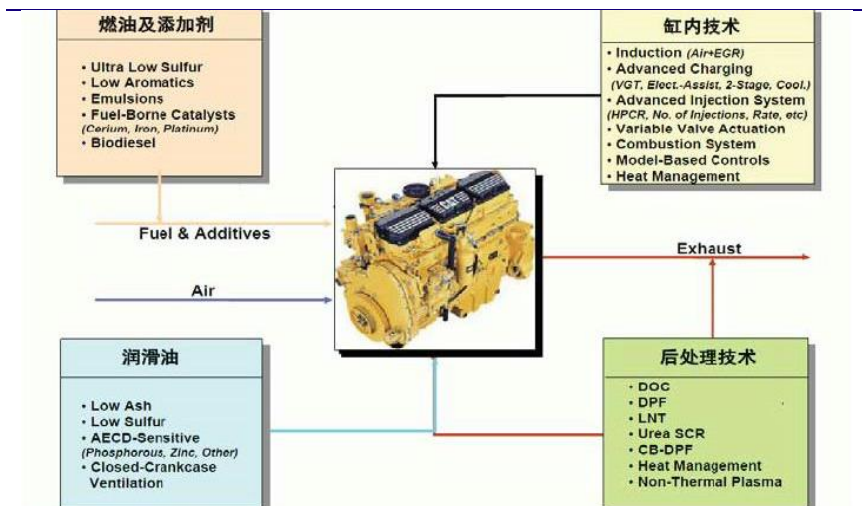 燃油及添加剂
• Ultra Low Sulfur
• Low Aromatics
• Emulsions
• Fuel-Borne Catalysts
(Cerium, Iron, Platinum)
• Biodiesel
缸内技术
• Induction (Air+EGR)
• Advanced Charging
(VGT, Elect.-Assist, 2-Stage, Cool.)
• Advanced Injection System
(HPCR, No. of Injections, Rate, etc)
• Variable Valve Actuation
• Combustion System
• Model-Based Controls
• Heat Management
Fuel & Additives
Air
CAT
Exhaust
润滑油
• Low Ash
• Low Sulfur
• AECD-Sensitive
(Phosphorous, Zinc, Other)
• Closed-Crankcase
Ventilation
后处理技术
• DOC
• DPF
• LNT
• Urea SCR
• CB-DPF
• Heat Management
• Non-Thermal Plasma